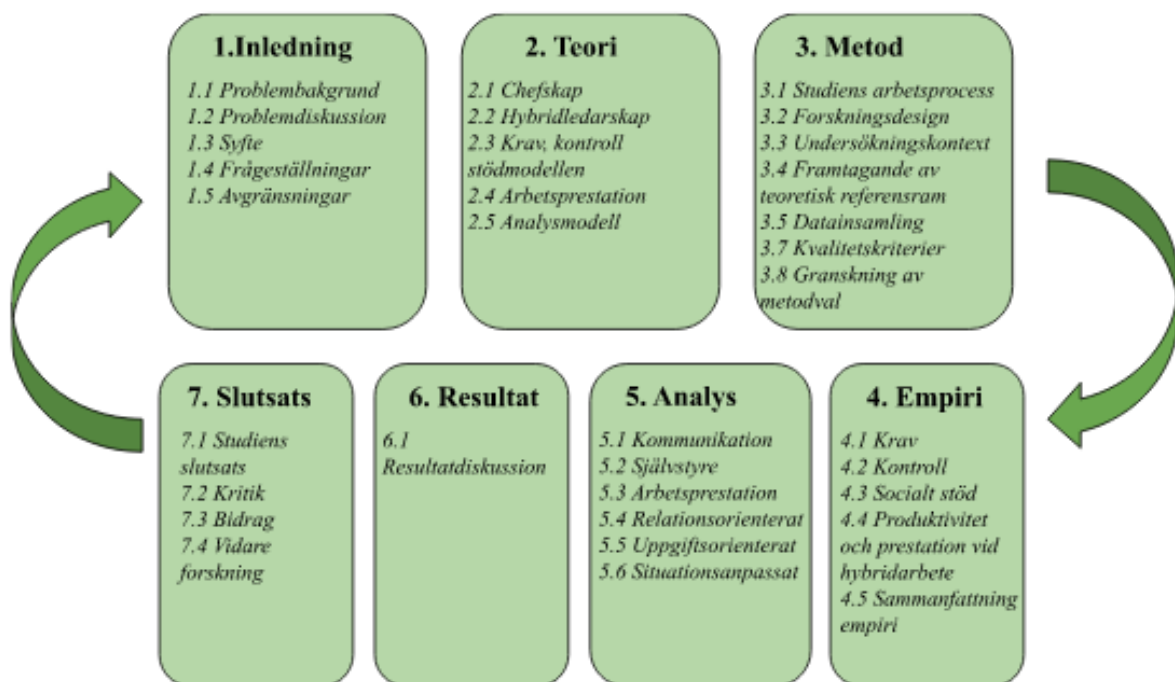 1.Inledning
1.1 Problembakgrund
1.2 Problemdiskussion
1.3 Syfte
1.4 Frågeställningar
1.5 Avgränsningar
2. Teori
2.1 Chefskap
2.2 Hybridledarskap
2.3 Krav, kontroll
stödmodellen
2.4 Arbetsprestation
2.5 Analysmodell
3. Metod
3.1 Studiens arbetsprocess
3.2 Forskningsdesign
3.3 Undersökningskontext
3.4 Framtagande av
teoretisk referensram
3.5 Datainsamling
3.7 Kvalitetskriterier
3.8 Granskning av
metodval
7. Slutsats
7.1 Studiens
slutsats
7.2 Kritik
7.3 Bidrag
7.4 Vidare
forskning
6. Resultat
6.1
Resultatdiskussion
5. Analys
5.1 Kommunikation
5.2 Självstyre
5.3 Arbetsprestation
5.4 Relationsorienterat
5.5 Uppgiftsorienterat
5.6 Situationsanpassat
4. Empiri
4.1 Krav
4.2 Kontroll
4.3 Socialt stöd
4.4 Produktivitet
och prestation vid
hybridarbete
4.5 Sammanfattning
empiri